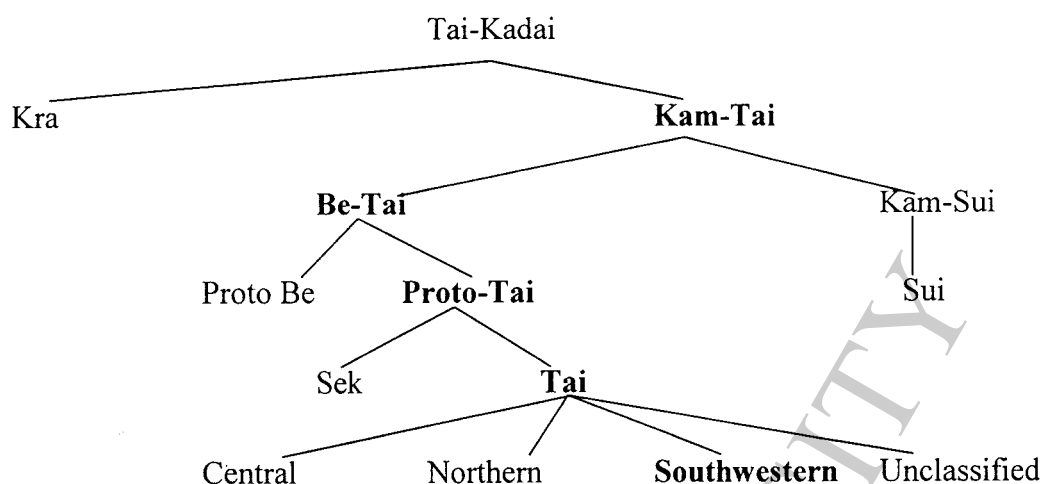 Tai-Kadai
Kra Kam-Tai
Be-Tai Kam-Sui
Proto Be Proto-Tai Sui
Sek Tai
Central Northern Southwestern Unclassified
ITY